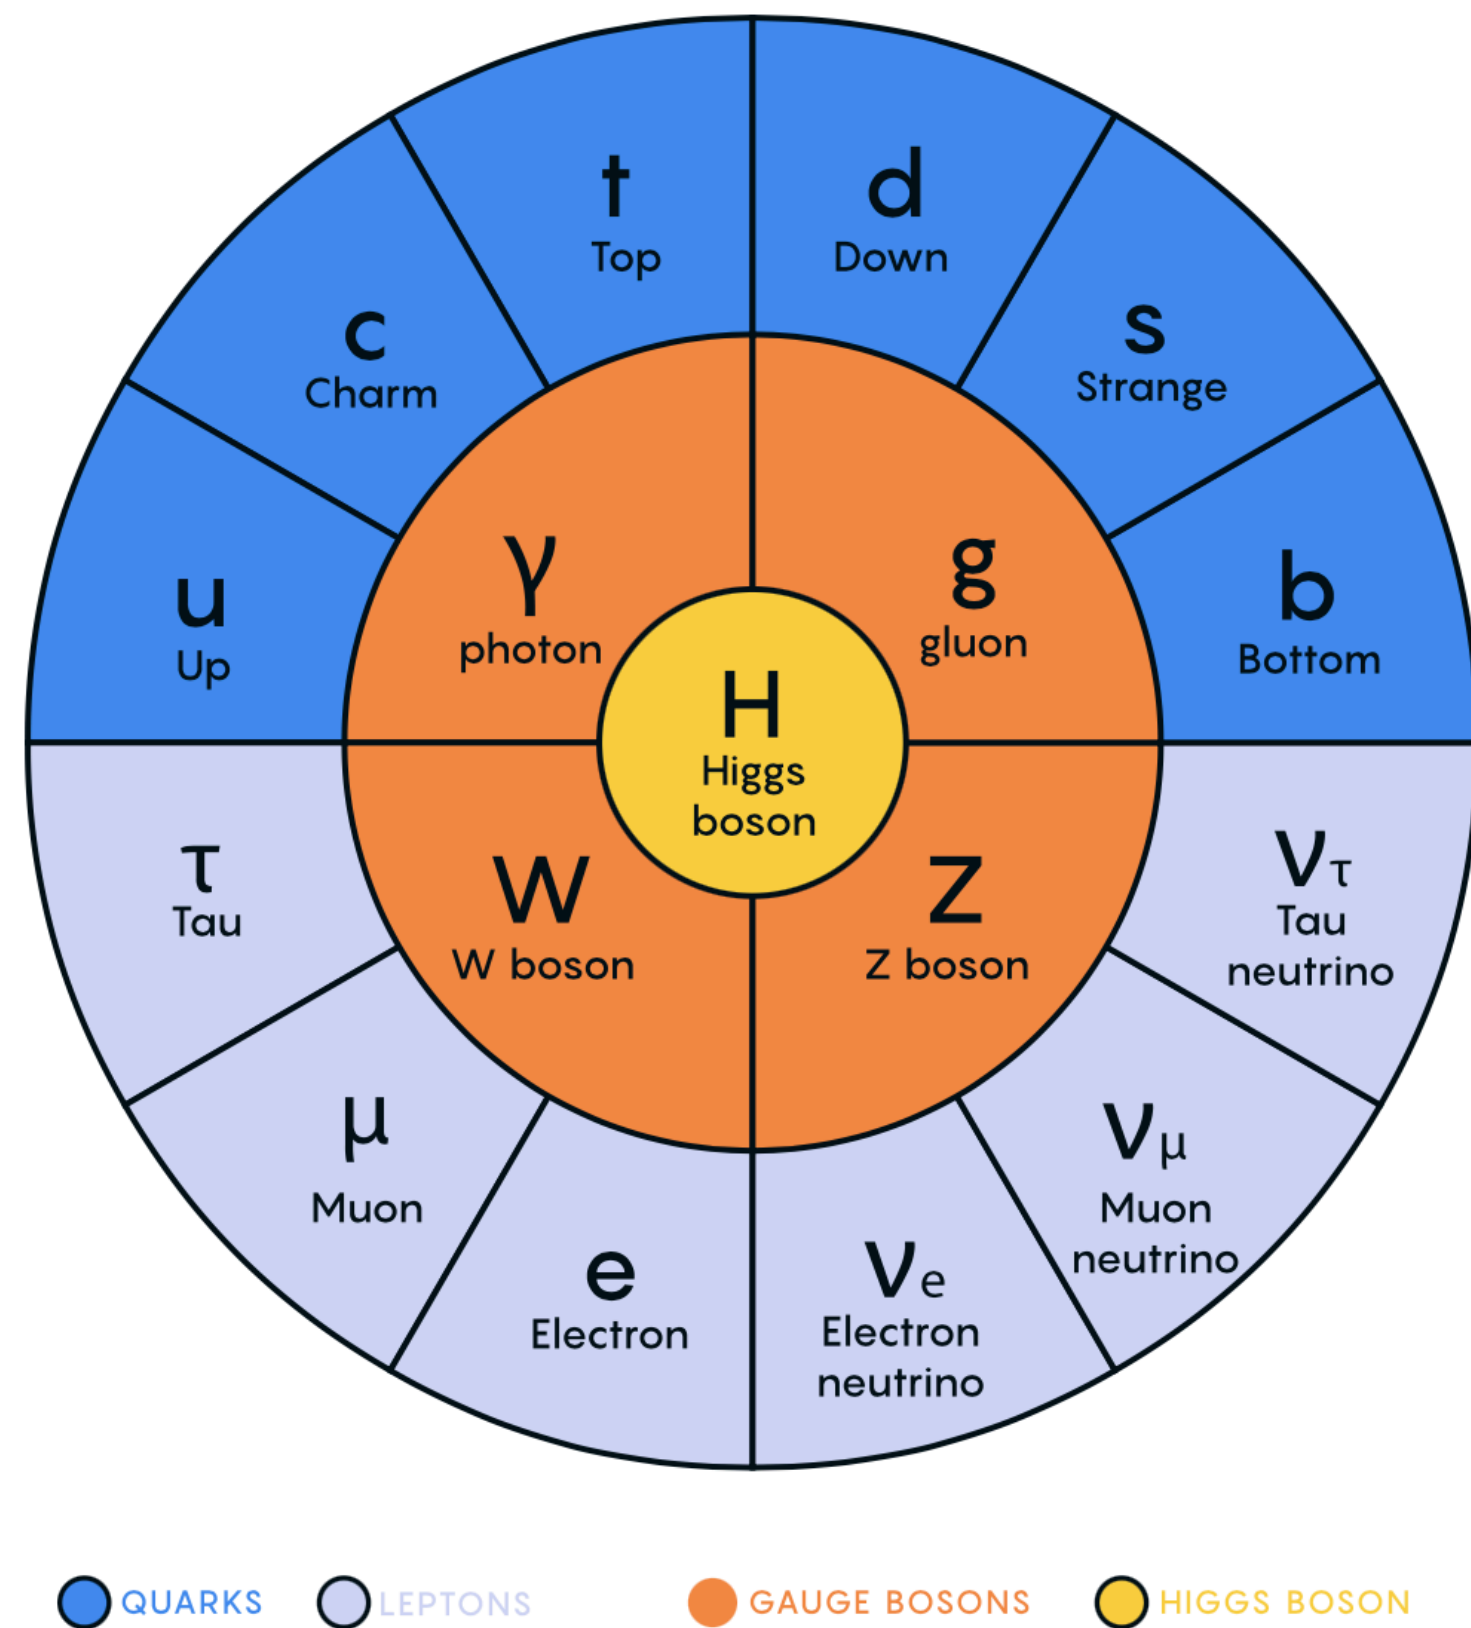 t
Top
d
Down
c
Charm
s
Strange
u
Up
γ
photon
g
gluon
b
Bottom
H
Higgs
boson
τ
Tau
W
W boson
Z
Z boson
ντ
Tau
neutrino
μ
Muon
νμ
Muon
neutrino
e
Electron
νe
Electron
neutrino
QUARKS LEPTONS GAUGE BOSONS HIGGS BOSON